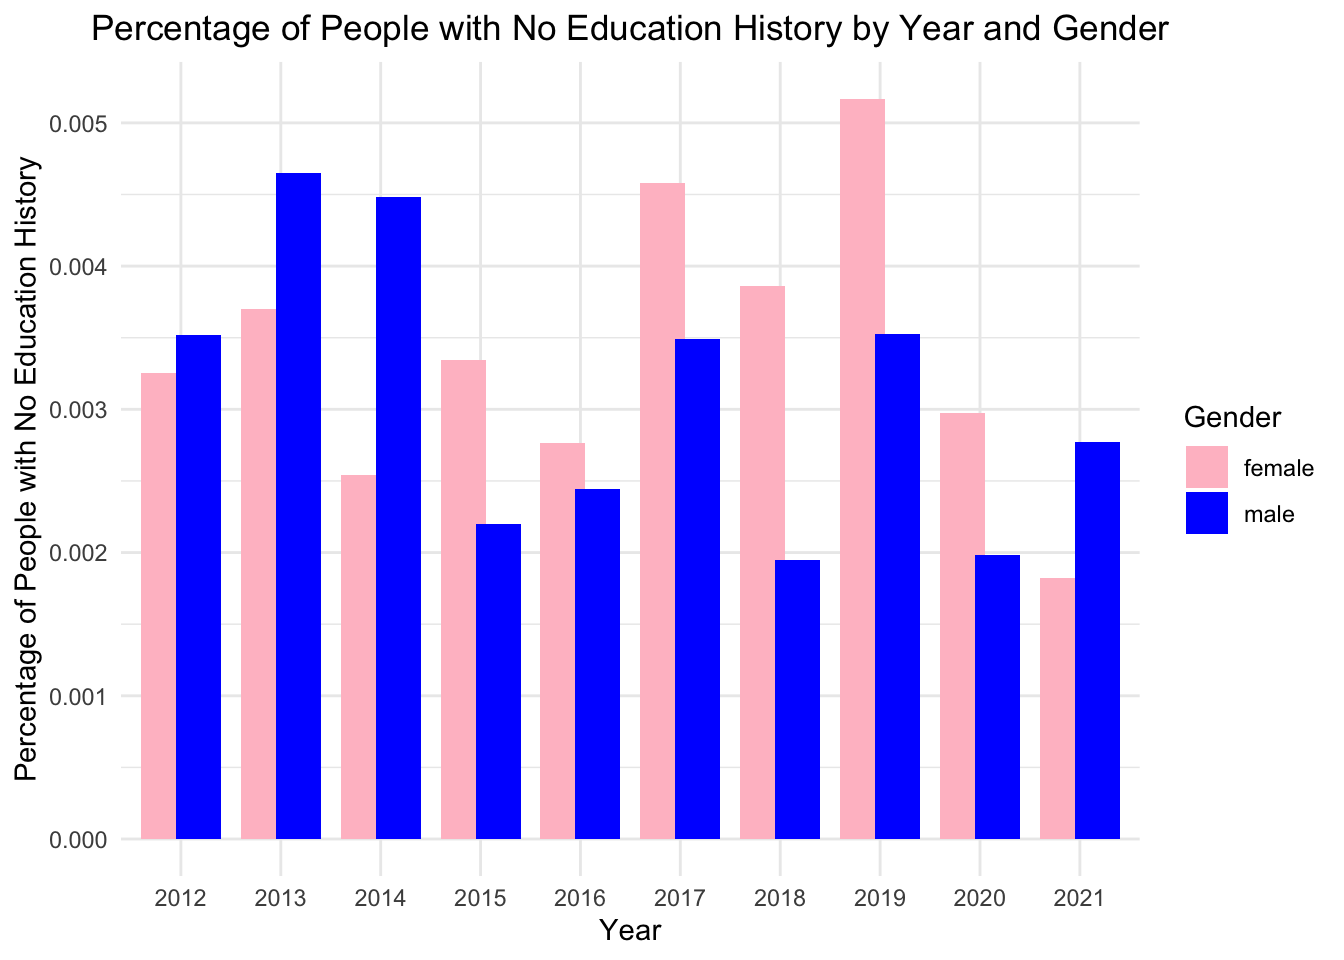 Percentage of People with No Education History by Year and Gender
Percentage of People with No Education History
0.005
0.004
0.003
0.002
0.001
0.000
2012 2013 2014 2015 2016 2017 2018 2019 2020 2021
Year
Gender
female
male